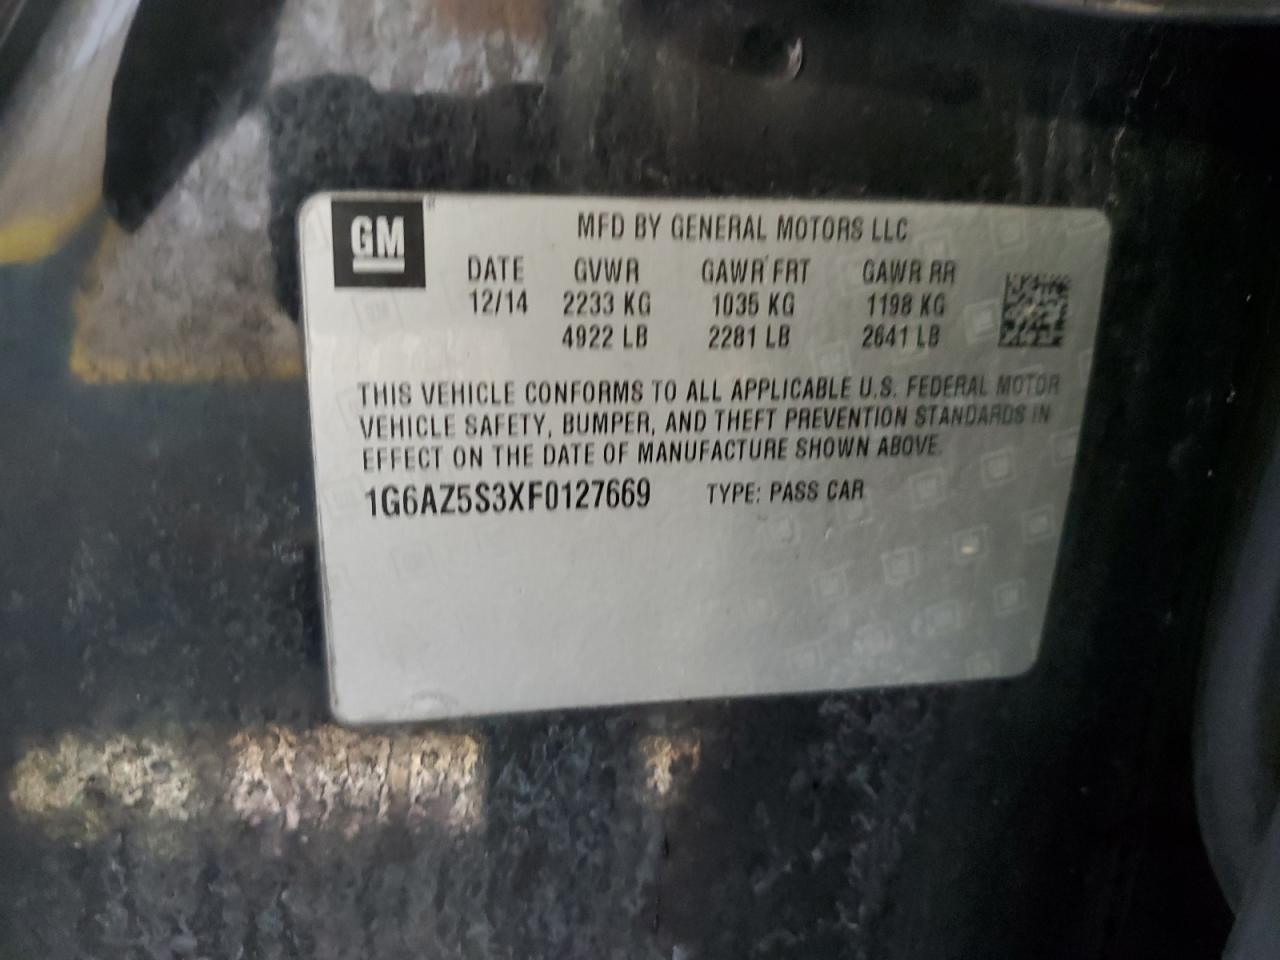 GM
MFD BY GENERAL MOTORS LLC
DATE GVWR GAWR FRT GAWR RR
12/14 2233 KG 1035 KG 1198 KG
4922 LB 2281 LB 2641 LB
THIS VEHICLE CONFORMS TO ALL APPLICABLE U.S. FEDERAL MOTOR
VEHICLE SAFETY, BUMPER, AND THEFT PREVENTION STANDARDS IN
EFFECT ON THE DATE OF MANUFACTURE SHOWN ABOVE.
1G6AZ5S3XF0127669 TYPE: PASS CAR